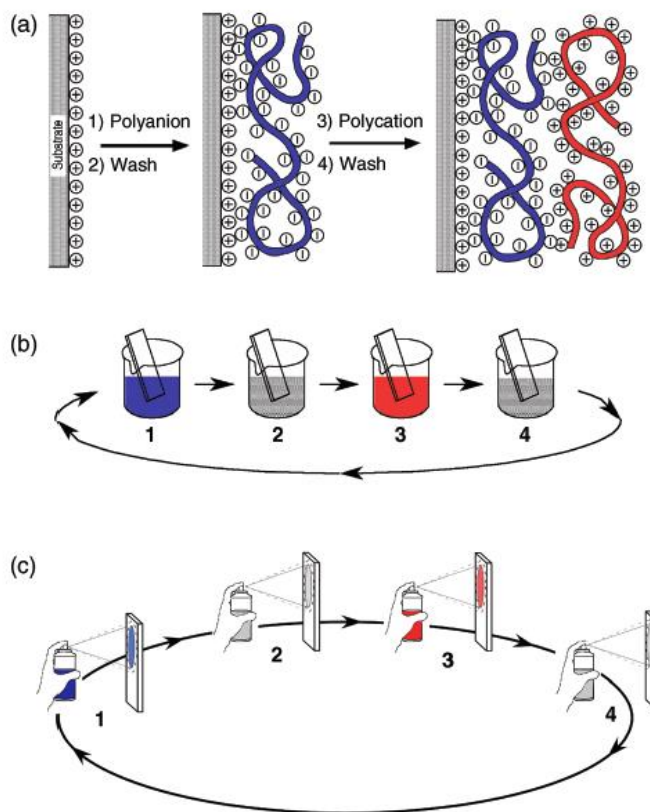 (a)
Substrate
1) Polyanion
2) Wash
3) Polycation
4) Wash
(b)
1
2
3
4
(c)
1
2
3
4